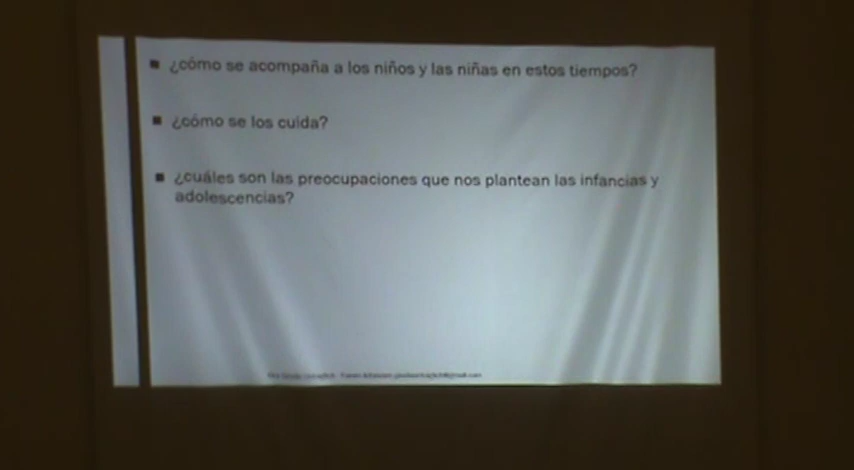 ¿cómo se acompaña a los niños y las niñas en estos tiempos?
¿cómo se los cuida?
¿cuáles son las preocupaciones que nos plantean las infancias y
adolescencias?